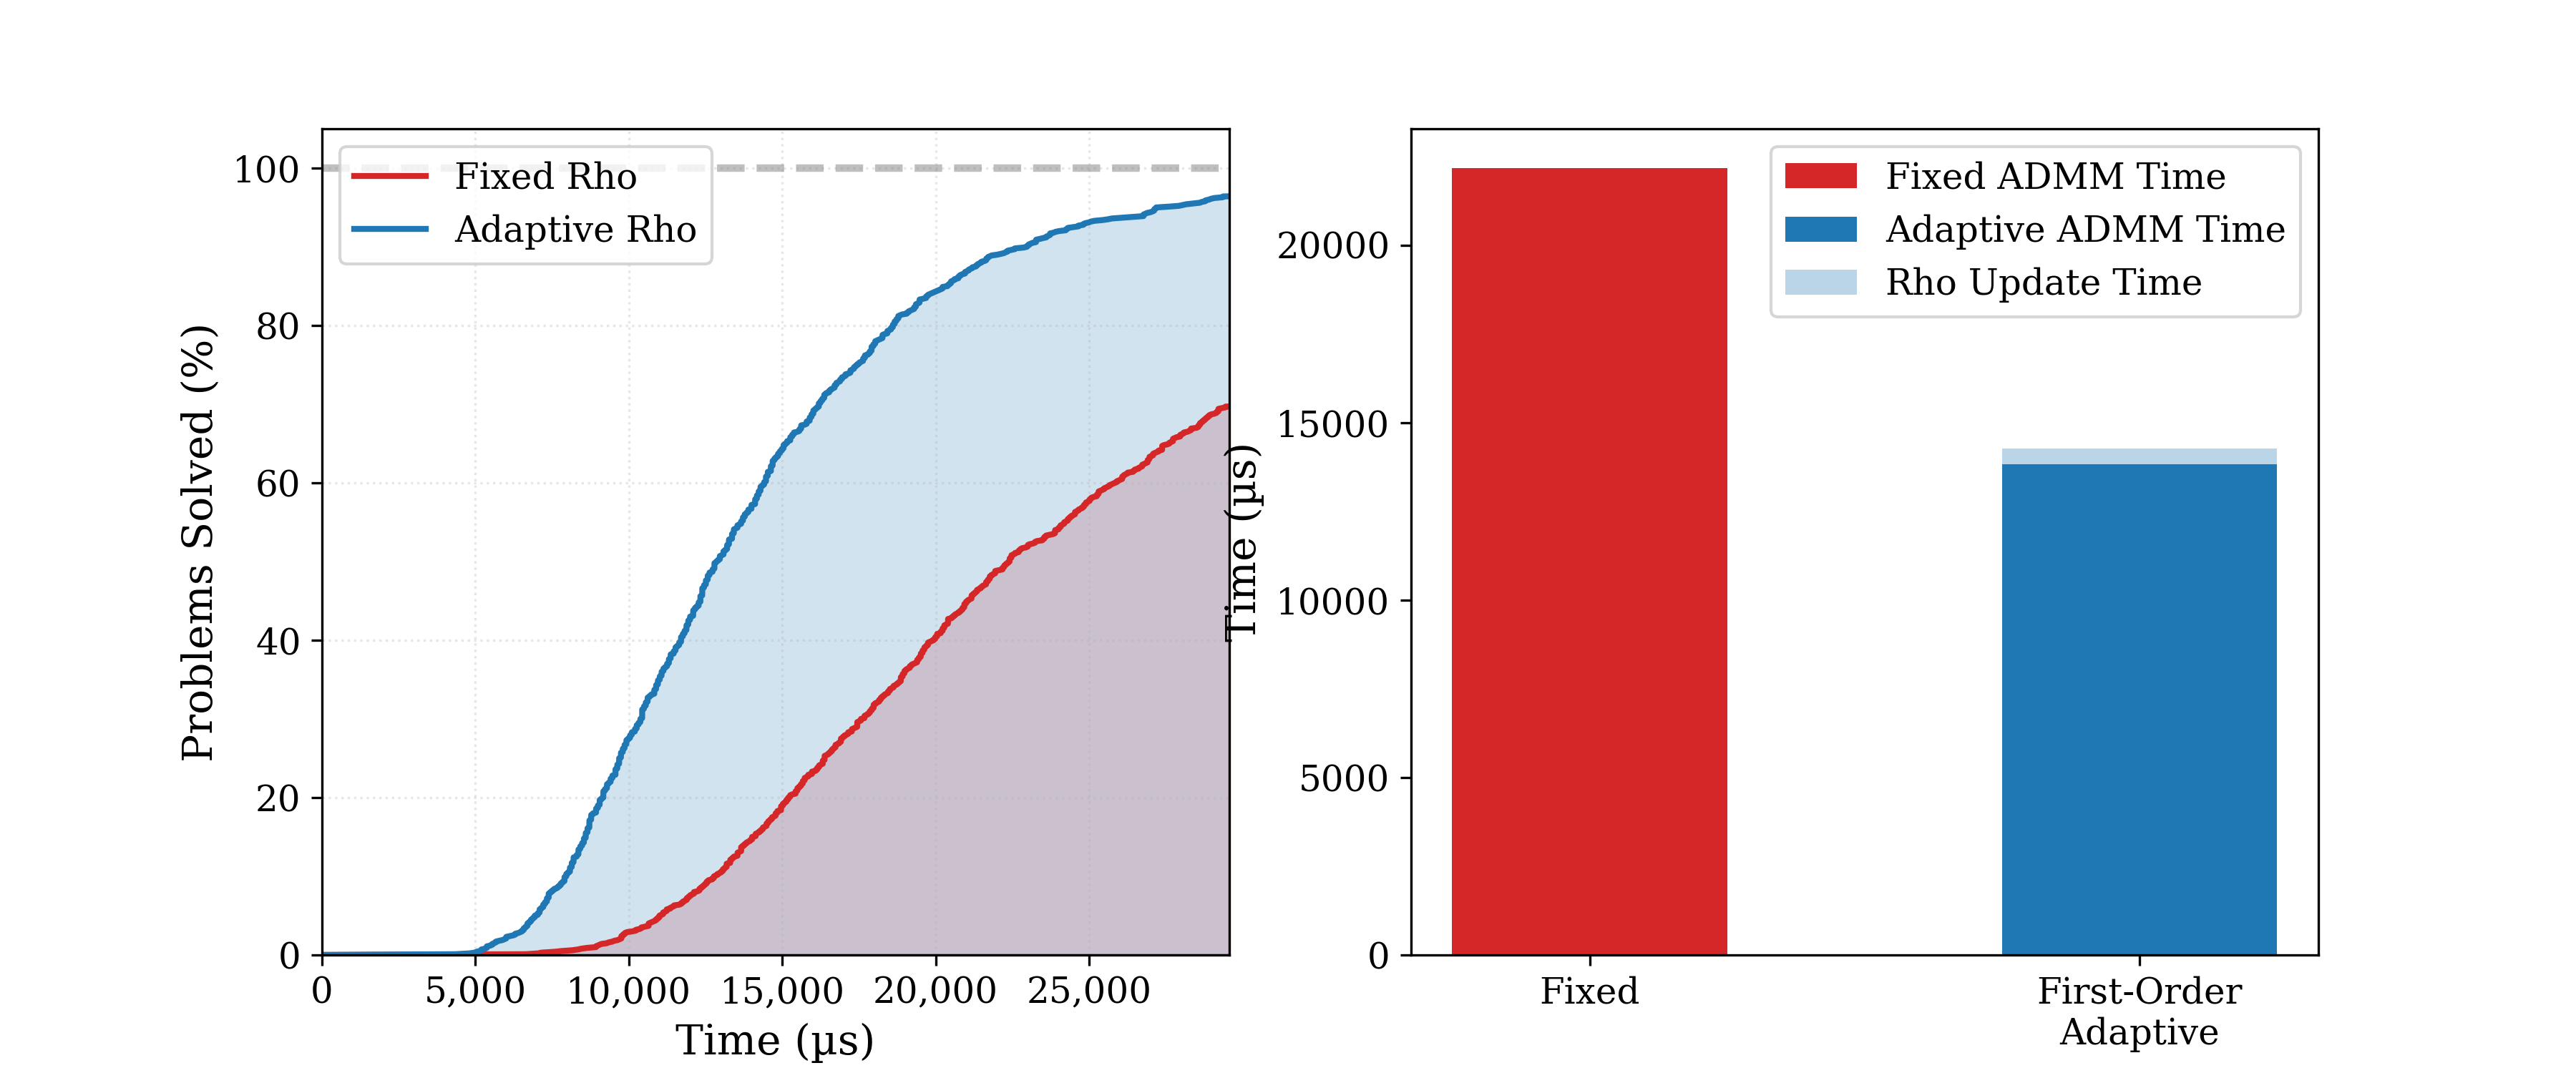 Problems Solved (%)
100
80
60
40
20
0
Fixed Rho
Adaptive Rho
0
5,000
10,000
15,000
20,000
25,000
Time (µs)
Time (µs)
20000
15000
10000
5000
0
Fixed ADMM Time
Adaptive ADMM Time
Rho Update Time
Fixed
First-Order
Adaptive